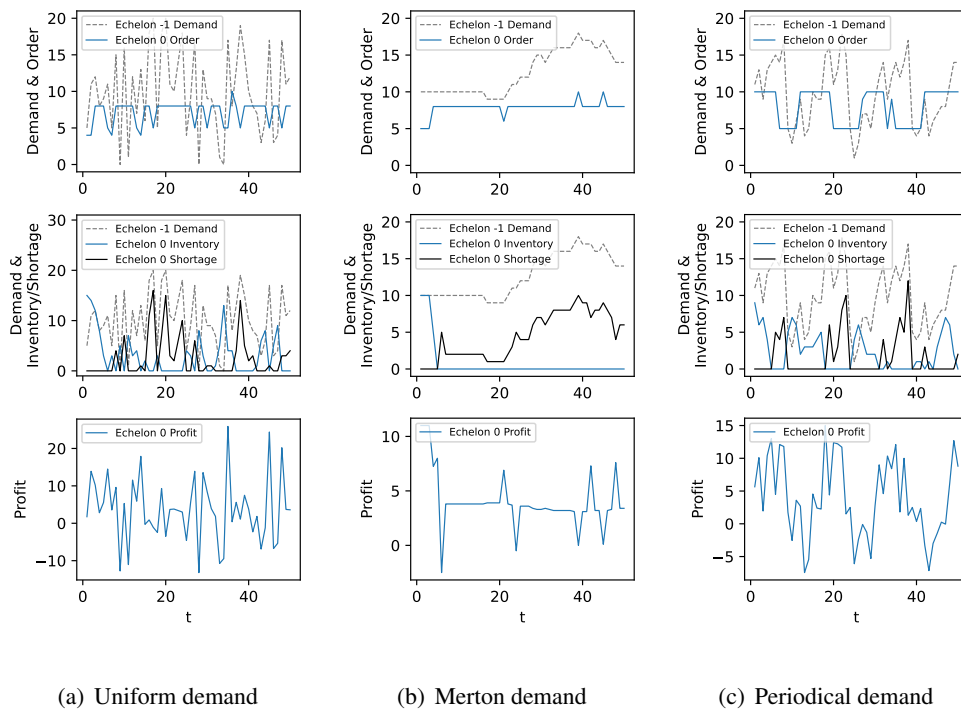 Demand & Order
20
15
10
5
0
Echelon -1 Demand
Echelon 0 Order
0
20
40
Demand & Order
20
15
10
5
0
Echelon -1 Demand
Echelon 0 Order
0
20
40
Demand & Order
20
15
10
5
0
Echelon -1 Demand
Echelon 0 Order
0
20
40
Demand &
Inventory/Shortage
30
20
10
0
Echelon -1 Demand
Echelon 0 Inventory
Echelon 0 Shortage
0
20
40
Demand &
Inventory/Shortage
20
15
10
5
0
Echelon -1 Demand
Echelon 0 Inventory
Echelon 0 Shortage
0
20
40
Demand &
Inventory/Shortage
20
15
10
5
0
Echelon -1 Demand
Echelon 0 Inventory
Echelon 0 Shortage
0
20
40
Profit
20
10
0
−10
Echelon 0 Profit
0
20
40
t
Profit
10
5
0
Echelon 0 Profit
0
20
40
t
Profit
15
10
5
0
−5
Echelon 0 Profit
0
20
40
t
(a) Uniform demand
(b) Merton demand
(c) Periodical demand